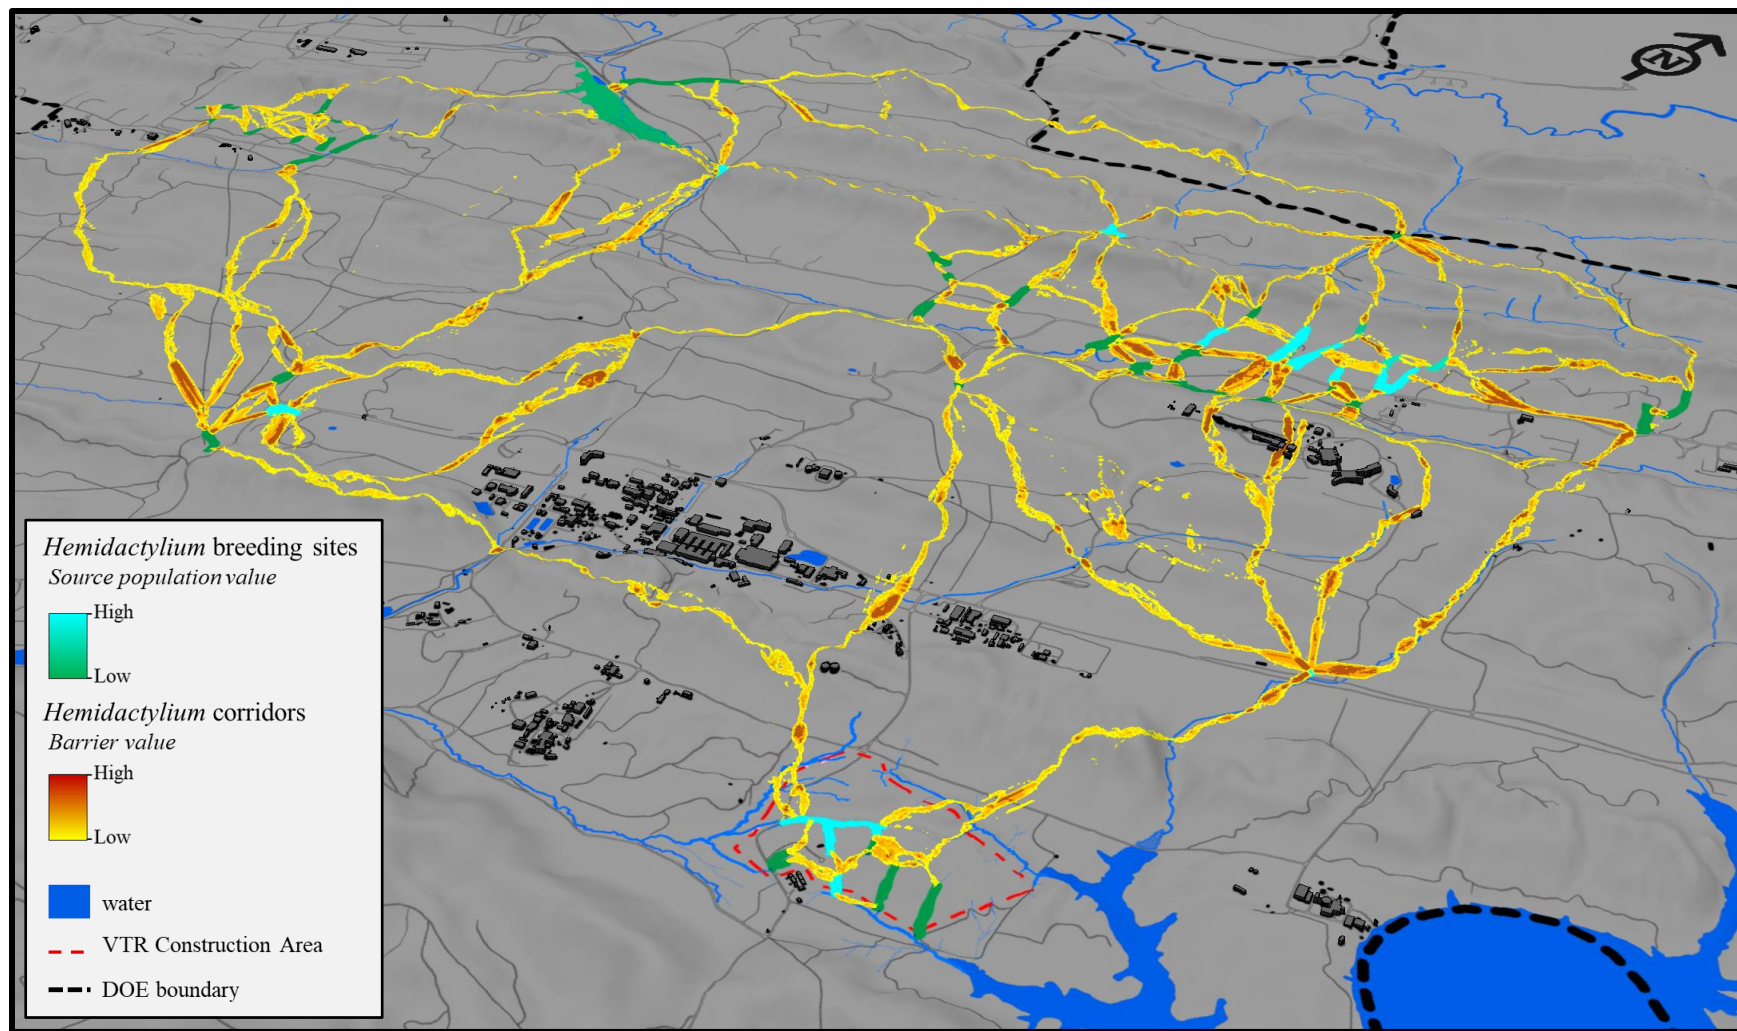 N
Hemidactylium breeding sites
Source population value
High
Low
Hemidactylium corridors
Barrier value
High
Low
water
VTR Construction Area
DOE boundary